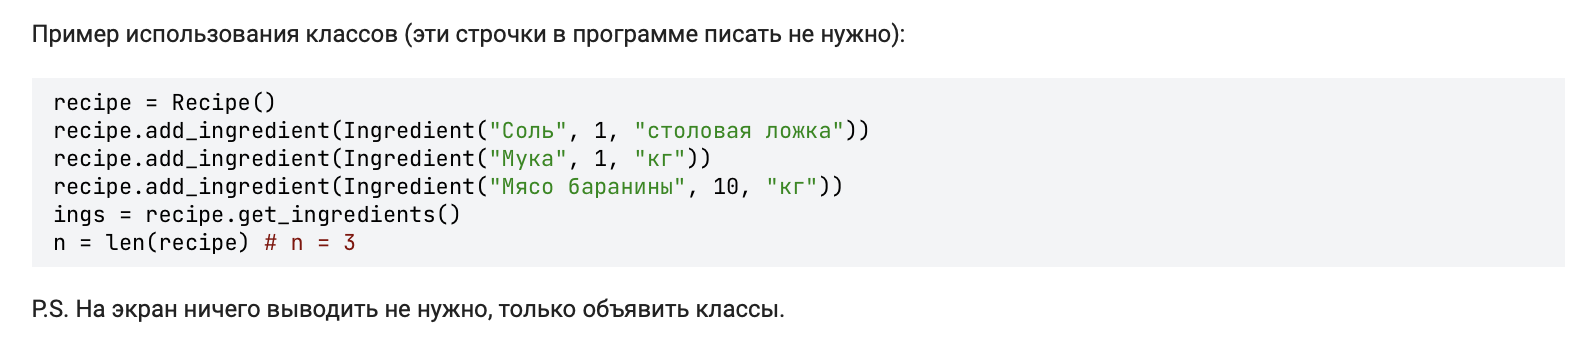 Пример использования классов (эти строчки в программе писать не нужно):
recipe = Recipe()
recipe.add_ingredient(Ingredient("Соль", 1, "столовая ложка"))
recipe.add_ingredient(Ingredient("Мука", 1, "кг"))
recipe.add_ingredient(Ingredient("Мясо баранины", 10, "кг"))
ings = recipe.get_ingredients()
n = len(recipe) # n = 3
P.S. На экран ничего выводить не нужно, только объявить классы.